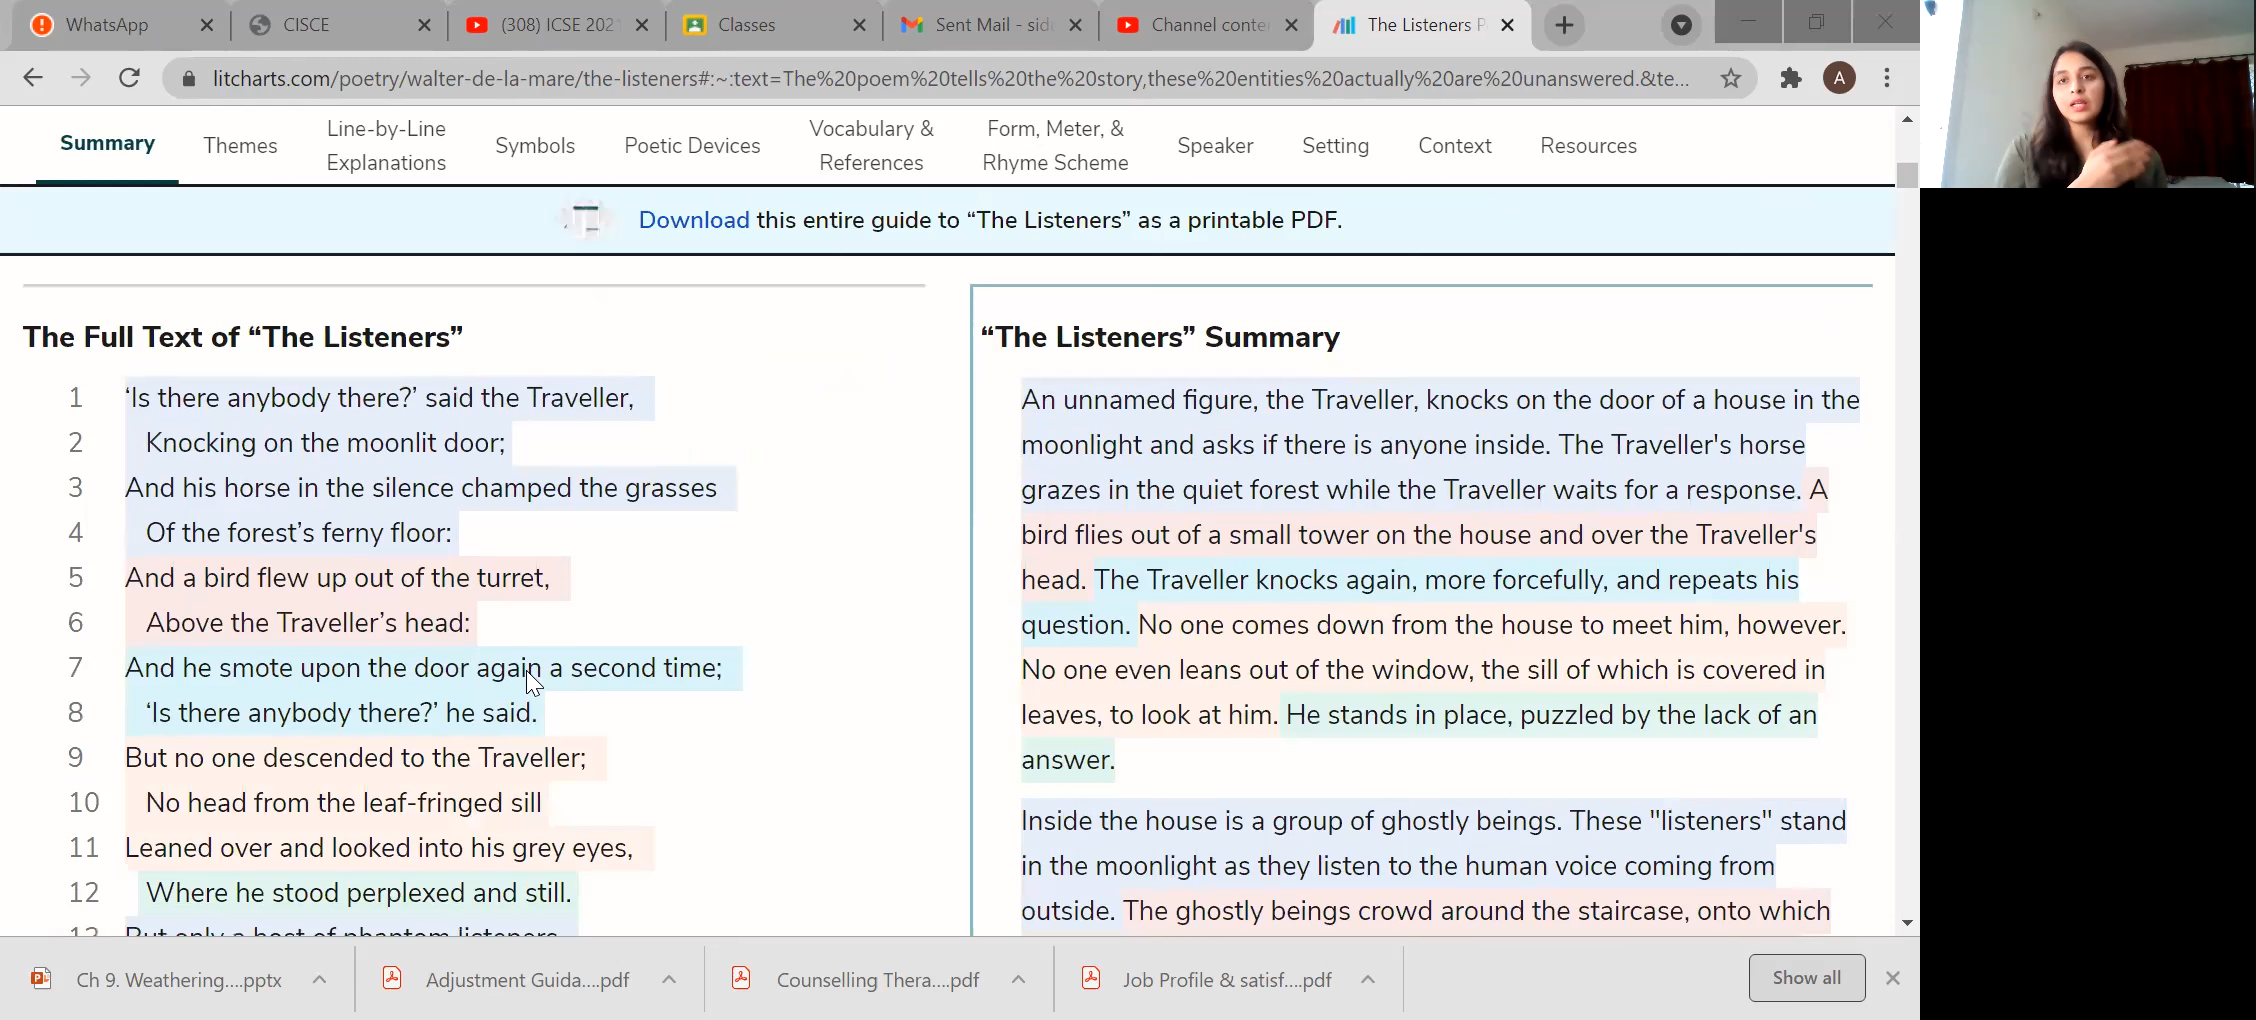 WhatsApp
CISCE
(308) ICSE 2021
Classes
Sent Mail - sid
Channel conte
The Listeners P
litcharts.com/poetry/walter-de-la-mare/the-listeners#:~:text=The%20poem%20tells%20the%20story,these%20entities%20actually%20are%20unanswered.&te...
A
Summary
Themes
Line-by-Line
Explanations
Symbols
Poetic Devices
Vocabulary &
References
Form, Meter, &
Rhyme Scheme
Speaker
Setting
Context
Resources
Download this entire guide to “The Listeners” as a printable PDF.
The Full Text of “The Listeners”
1 ‘Is there anybody there?’ said the Traveller,
2 Knocking on the moonlit door;
3 And his horse in the silence champed the grasses
4 Of the forest’s ferny floor:
5 And a bird flew up out of the turret,
6 Above the Traveller’s head:
7 And he smote upon the door again a second time;
8 ‘Is there anybody there?’ he said.
9 But no one descended to the Traveller;
10 No head from the leaf-fringed sill
11 Leaned over and looked into his grey eyes,
12 Where he stood perplexed and still.
13 But only a host of phantom listeners
“The Listeners” Summary
An unnamed figure, the Traveller, knocks on the door of a house in the
moonlight and asks if there is anyone inside. The Traveller's horse
grazes in the quiet forest while the Traveller waits for a response. A
bird flies out of a small tower on the house and over the Traveller's
head. The Traveller knocks again, more forcefully, and repeats his
question. No one comes down from the house to meet him, however.
No one even leans out of the window, the sill of which is covered in
leaves, to look at him. He stands in place, puzzled by the lack of an
answer.
Inside the house is a group of ghostly beings. These "listeners" stand
in the moonlight as they listen to the human voice coming from
outside. The ghostly beings crowd around the staircase, onto which
Ch 9. Weathering....pptx
Adjustment Guida....pdf
Counselling Thera....pdf
Job Profile & satisf....pdf
Show all